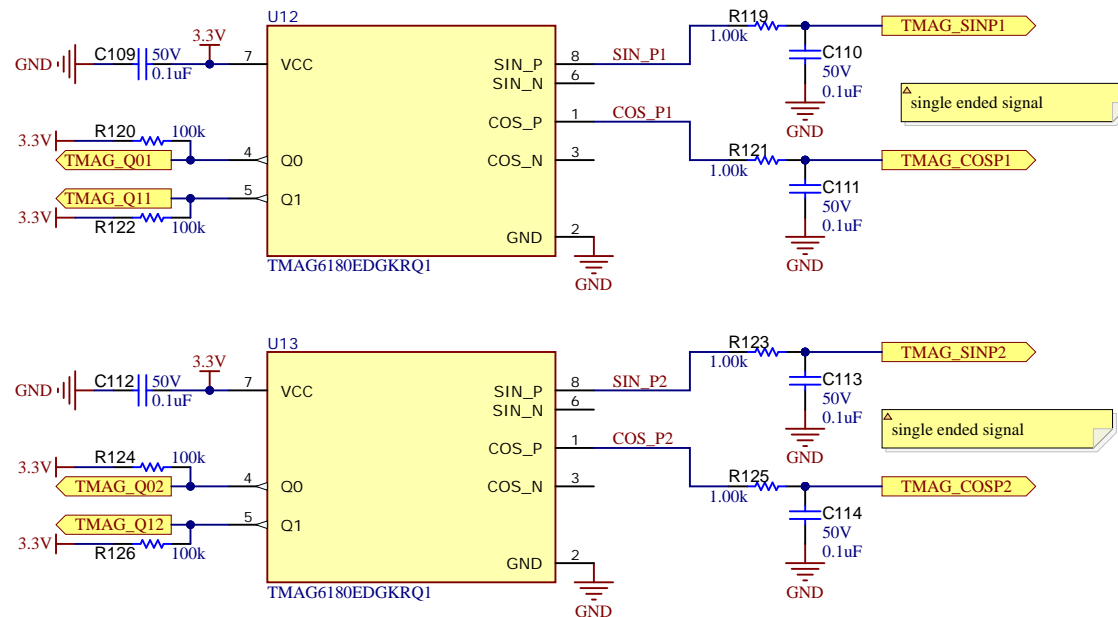 U12
R119
TMAG_SINP1
3.3V
C109
50V
1.00k
C110
GND
7
VCC
SIN_P
8
SIN_P1
50V
0.1uF
SIN_N
6
0.1uF
single ended signal
R120
100k
COS_P
1
COS_P1
GND
3.3V
TMAG_Q01
4
Q0
COS_N
3
R121
TMAG_COSP1
1.00k
TMAG_Q11
5
Q1
C111
50V
3.3V
R122
100k
0.1uF
GND
2
GND
GND
TMAG6180EDGKRQ1
U13
R123
TMAG_SINP2
3.3V
C112
50V
1.00k
C113
GND
7
VCC
SIN_P
8
SIN_P2
50V
0.1uF
SIN_N
6
0.1uF
single ended signal
R124
100k
COS_P
1
COS_P2
GND
3.3V
TMAG_Q02
4
Q0
COS_N
3
R125
TMAG_COSP2
1.00k
TMAG_Q12
5
Q1
C114
50V
3.3V
R126
100k
0.1uF
GND
2
GND
GND
TMAG6180EDGKRQ1